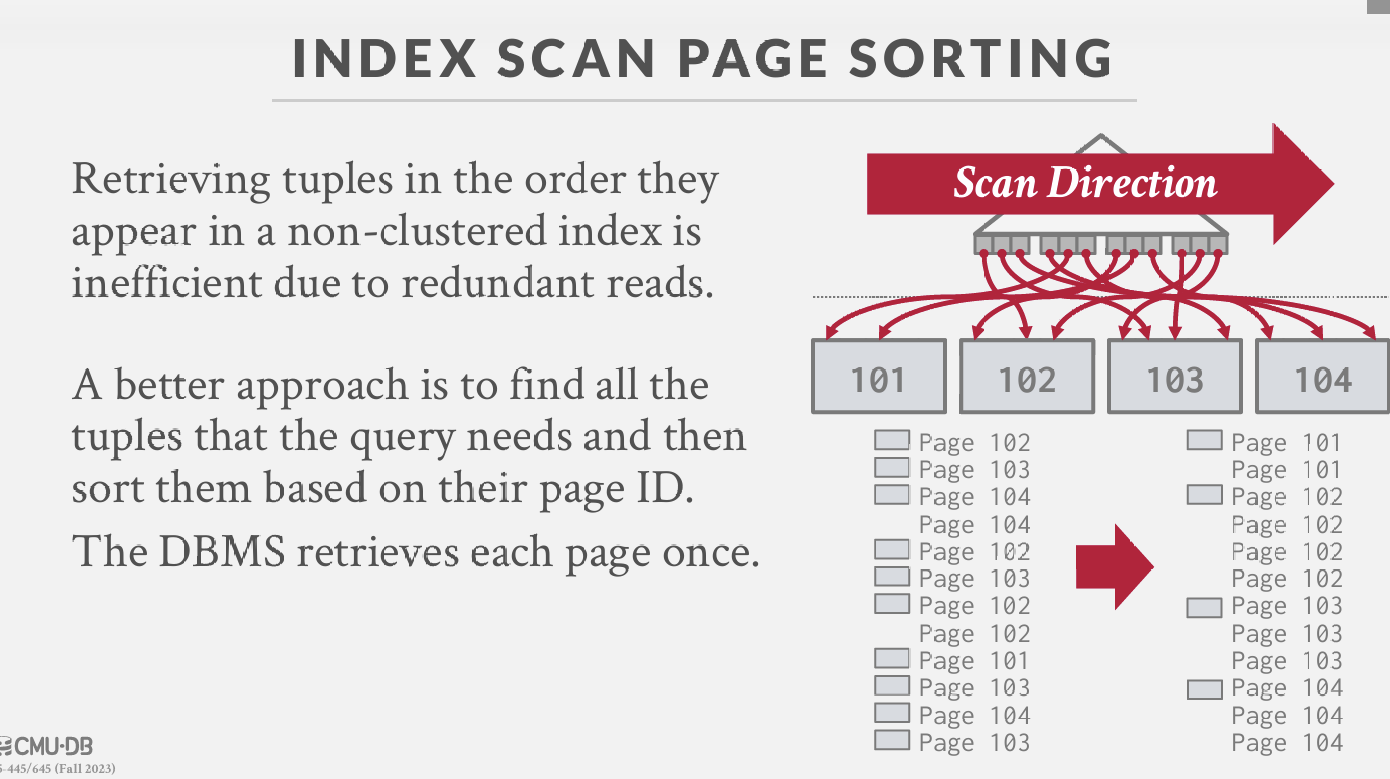 INDEX SCAN PAGE SORTING
Retrieving tuples in the order they
appear in a non-clustered index is
inefficient due to redundant reads.
A better approach is to find all the
tuples that the query needs and then
sort them based on their page ID.
The DBMS retrieves each page once.
Scan Direction
101
102
103
104
Page 102
Page 103
Page 104
Page 104
Page 102
Page 103
Page 102
Page 102
Page 101
Page 103
Page 104
Page 103
Page 101
Page 101
Page 102
Page 102
Page 102
Page 102
Page 103
Page 103
Page 103
Page 104
Page 104
Page 104
CMU·DB
5-445/645 (Fall 2023)